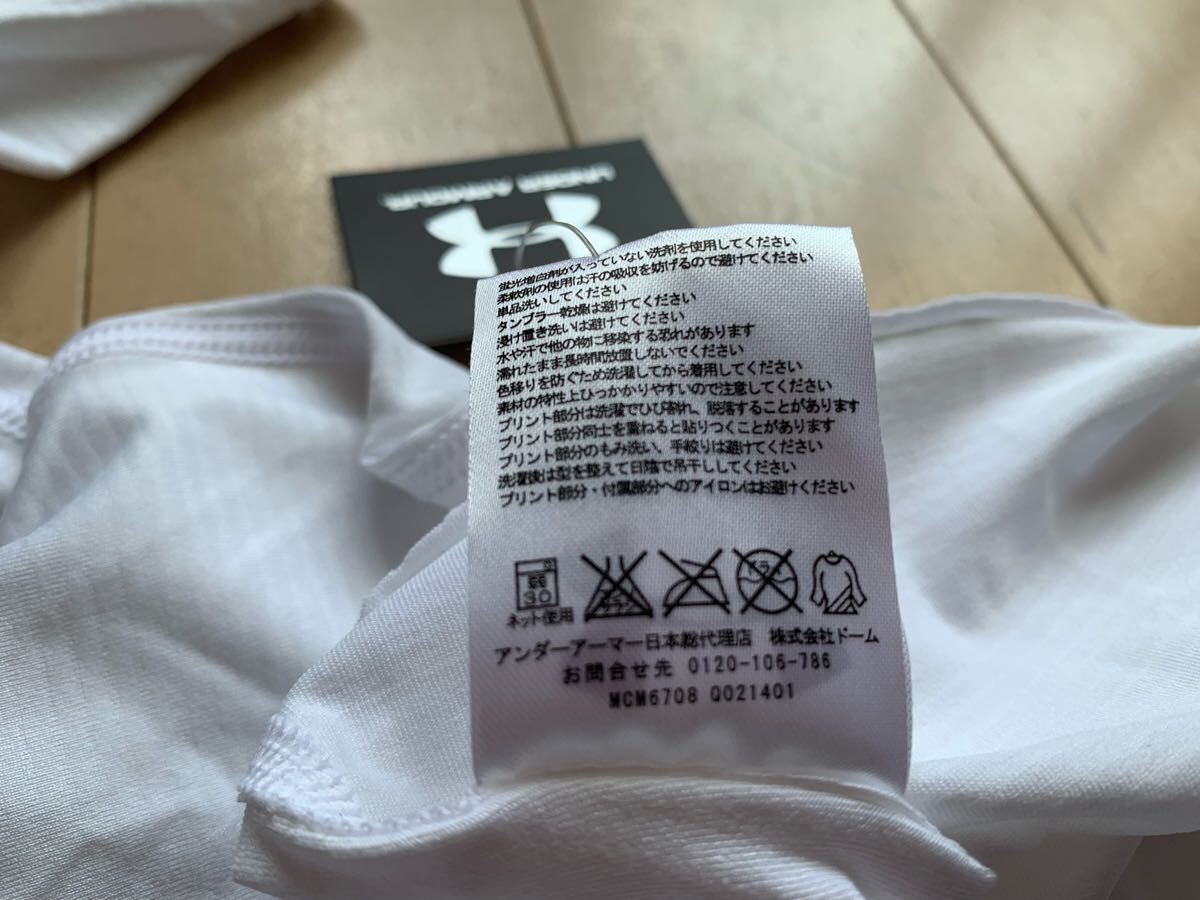 UNDER ARMOUR
蛍光増白剤が入っていない洗剤を使用してください
柔軟剤の使用は汗の吸収を妨げるので避けてください
単品洗いしてください
タンブラー乾燥は避けてください
浸け置き洗いは避けてください
水や汗で他の物に移染する恐れがあります
濡れたまま長時間放置しないでください
色移りを防ぐため洗濯してから着用してください
素材の特性上ひっかかりやすいので注意してください
プリント部分は洗濯でひび割れ、脱落することがあります
プリント部分同士を重ねると貼りつくことがあります
プリント部分のもみ洗い、手絞りは避けてください
洗濯後は型を整えて日陰で吊干ししてください
プリント部分・付属部分へのアイロンはお避けください
30
ネット使用
アンダーアーマー日本総代理店 株式会社ドーム
お問合せ先 0120-106-786
MCM6708 Q021401